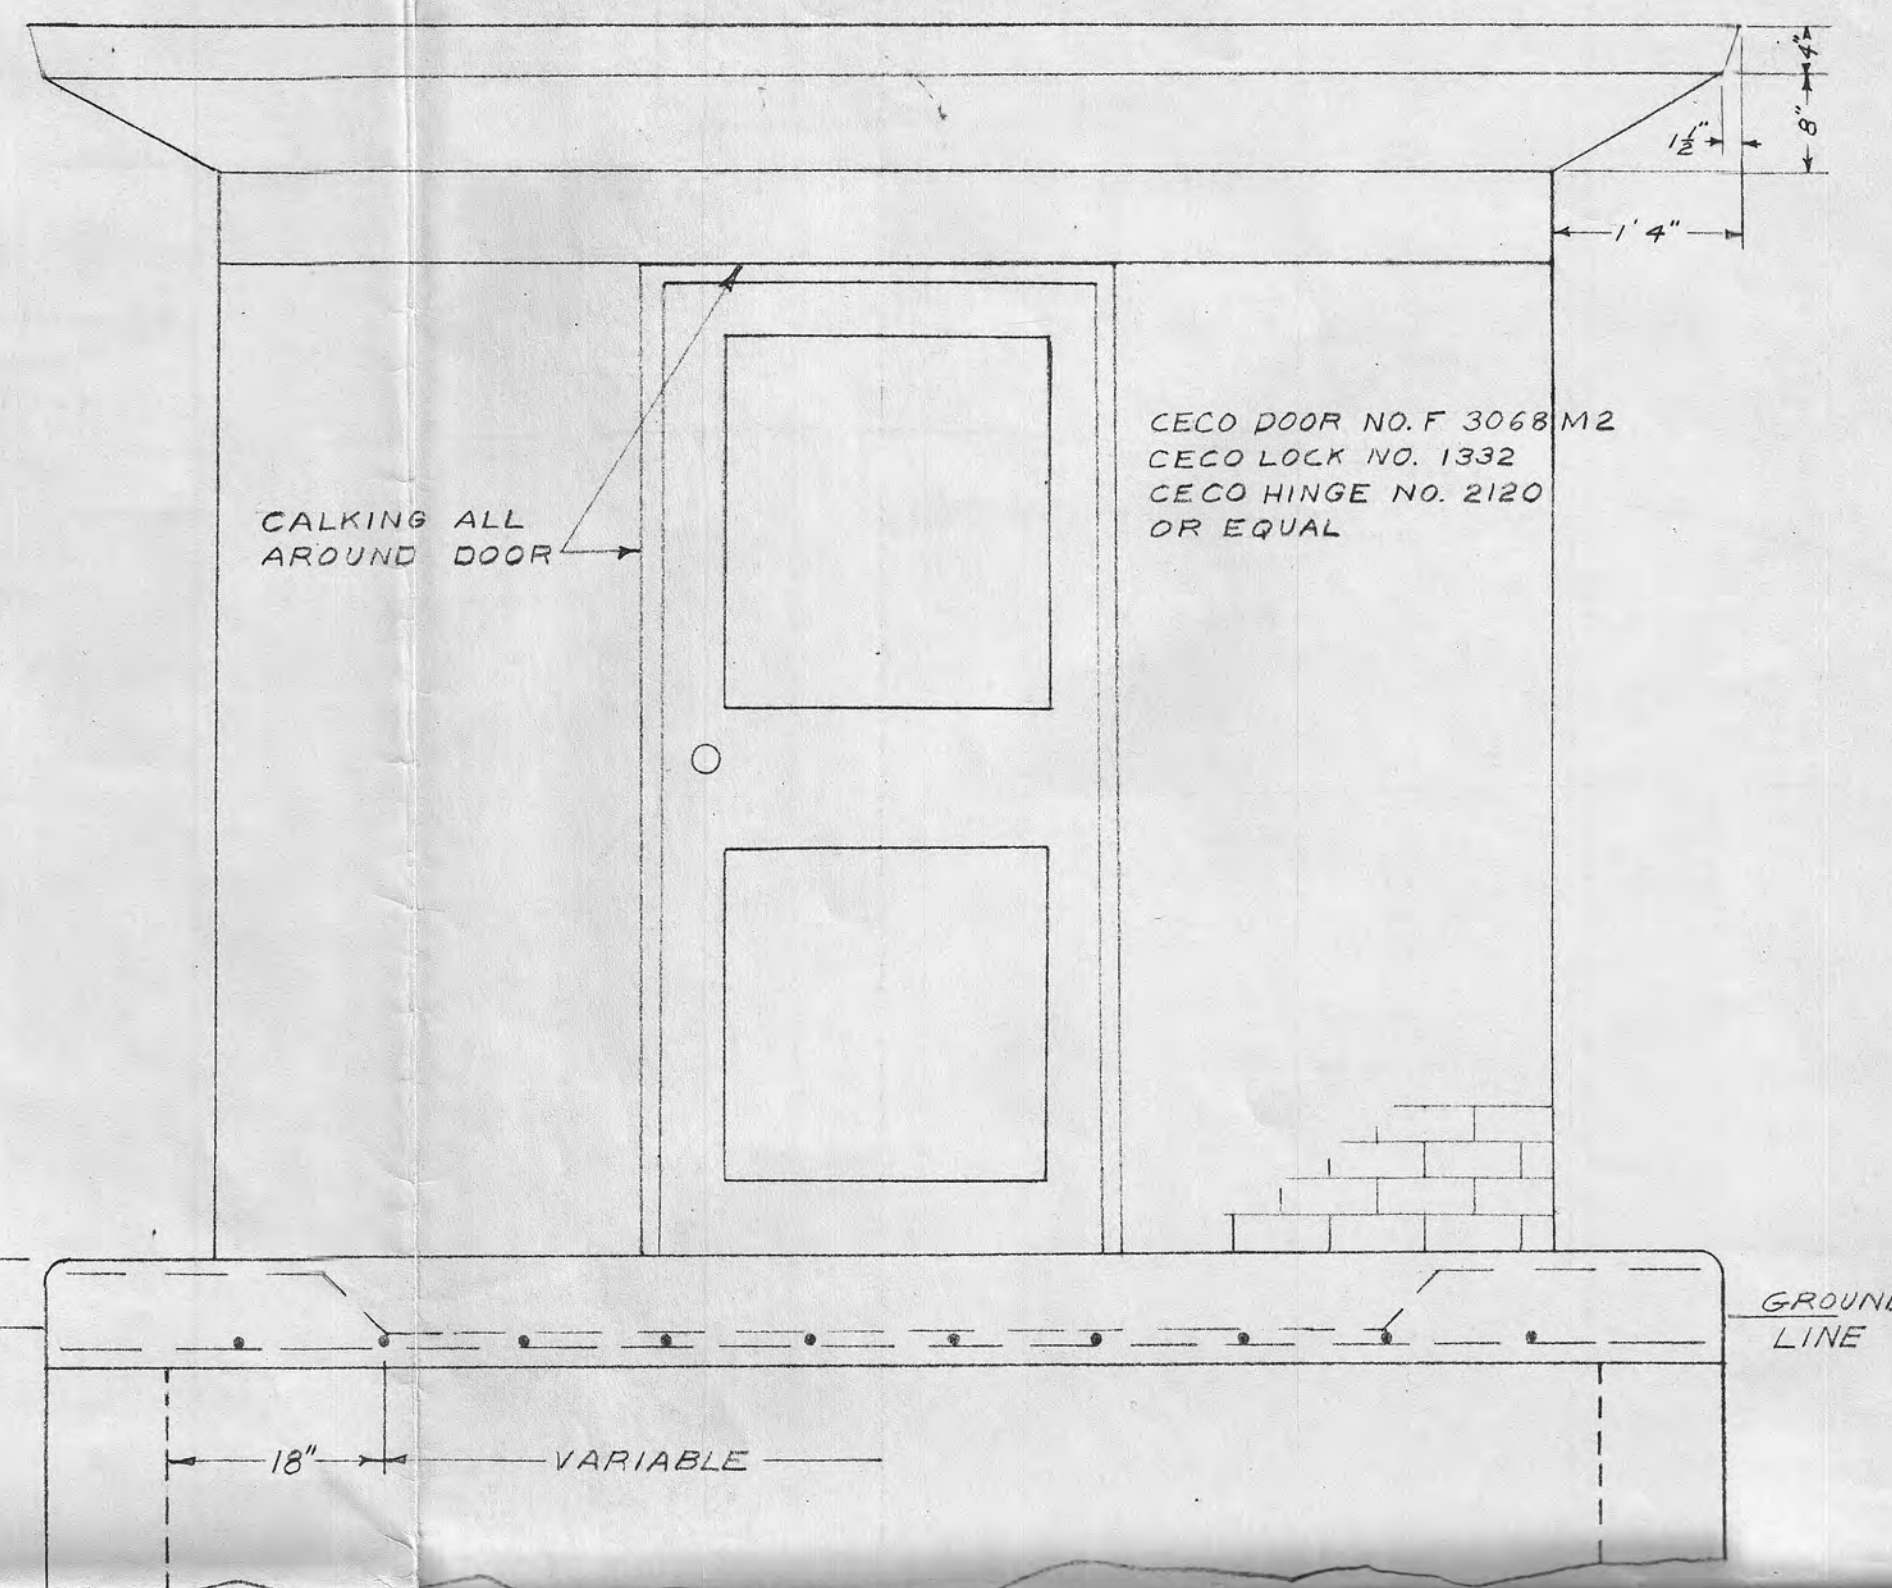 4"
8"
1½"
1' 4"
CECO DOOR NO. F 3068 M2
CECO LOCK NO. 1332
CECO HINGE NO. 2120
OR EQUAL
CALKING ALL
AROUND DOOR
GROUND
LINE
18"
VARIABLE